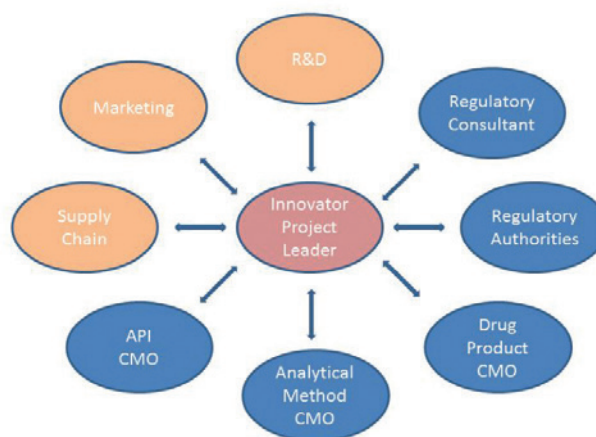 R&D
Marketing
Regulatory
Consultant
Innovator
Project
Leader
Supply
Chain
Regulatory
Authorities
API
CMO
Analytical
Method
CMO
Drug
Product
CMO